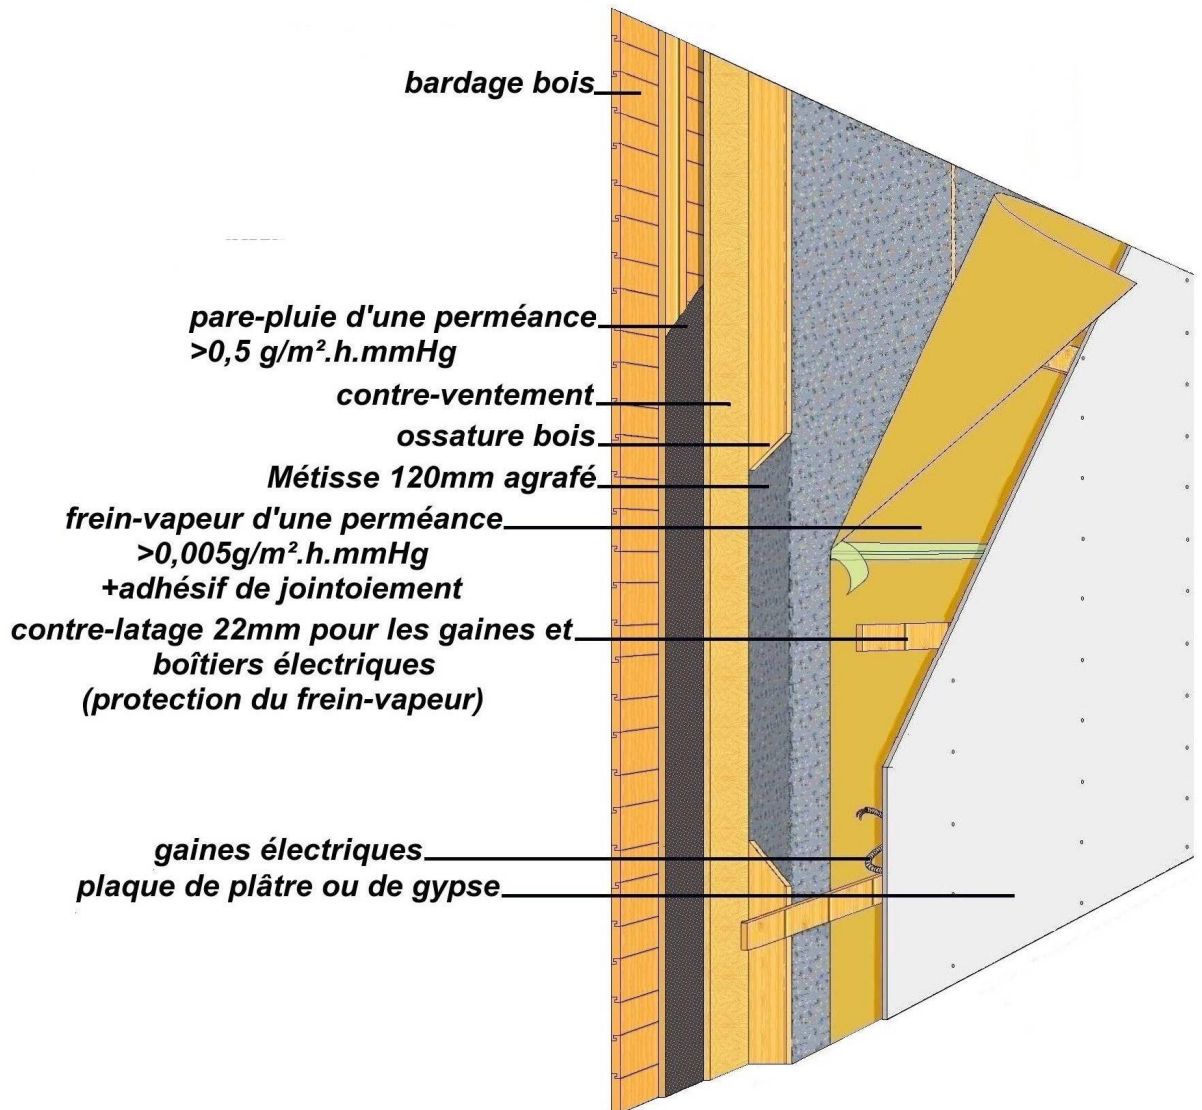 bardage bois
pare-pluie d'une perméance
>0,5 g/m².h.mmHg
contre-ventement
ossature bois
Métisse 120mm agrafé
frein-vapeur d'une perméance
>0,005g/m².h.mmHg
+adhésif de jointoiement
contre-latage 22mm pour les gaines et
boîtiers électriques
(protection du frein-vapeur)
gaines électriques
plaque de plâtre ou de gypse